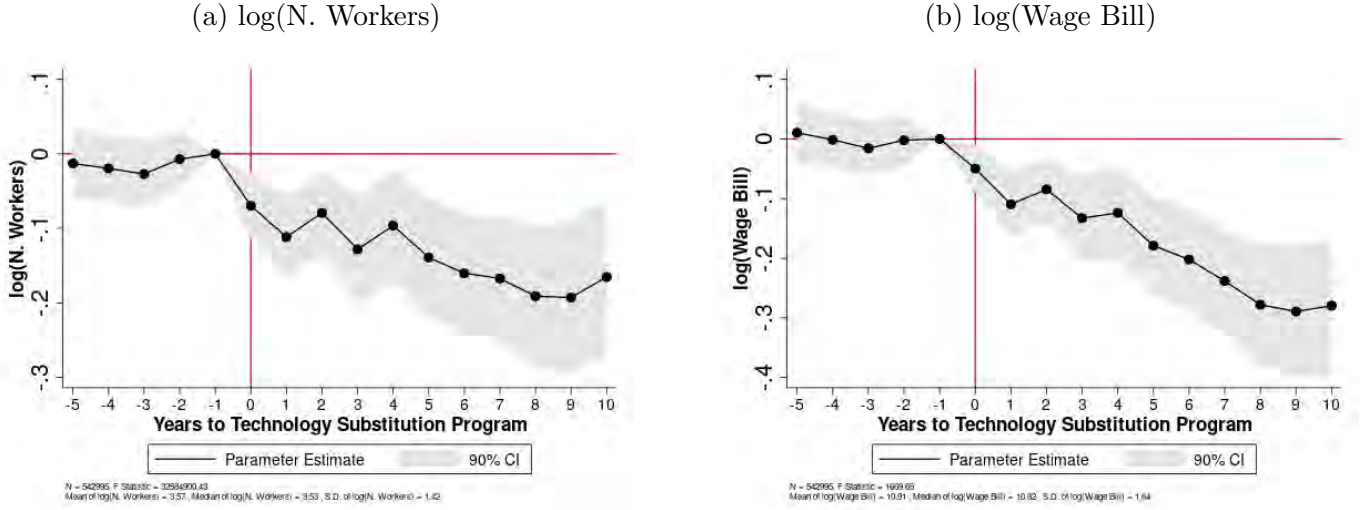 (a) log(N. Workers)
.1
0
-.1
-.2
-.3
log(N. Workers)
-5 -4 -3 -2 -1 0 1 2 3 4 5 6 7 8 9 10
Years to Technology Substitution Program
Parameter Estimate 90% CI
N = 542995, F Statistic = 32584900.43
Mean of log(N. Workers) = 3.57, Median of log(N. Workers) = 3.53, S.D. of log(N. Workers) = 1.42
(b) log(Wage Bill)
.1
0
-.1
-.2
-.3
-.4
log(Wage Bill)
-5 -4 -3 -2 -1 0 1 2 3 4 5 6 7 8 9 10
Years to Technology Substitution Program
Parameter Estimate 90% CI
N = 542995, F Statistic = 1669.65
Mean of log(Wage Bill) = 10.91, Median of log(Wage Bill) = 10.82, S.D. of log(Wage Bill) = 1.64